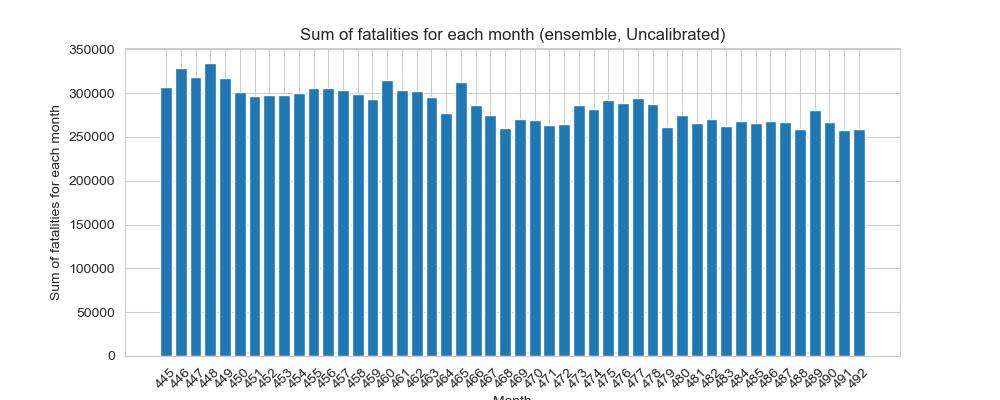 Sum of fatalities for each month (ensemble, Uncalibrated)
Sum of fatalities for each month
350000
300000
250000
200000
150000
100000
50000
0
445 446 447 448 449 450 451 452 453 454 455 456 457 458 459 460 461 462 463 464 465 466 467 468 469 470 471 472 473 474 475 476 477 478 479 480 481 482 483 484 485 486 487 488 489 490 491 492
Month